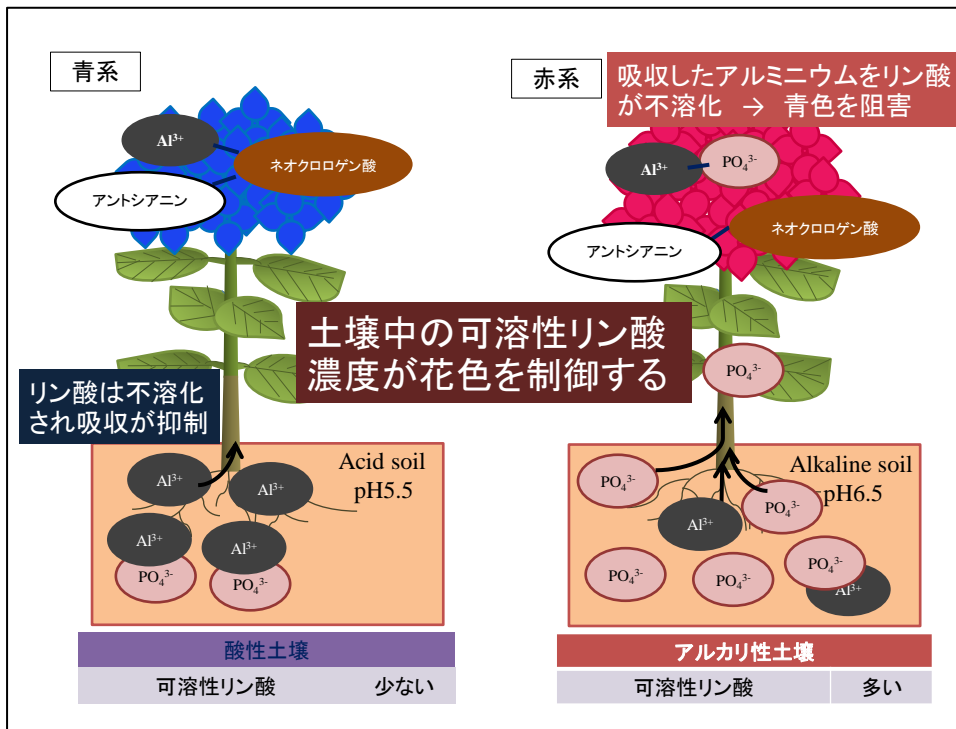 青系
Al³⁺
ネオクロロゲン酸
アントシアニン
リン酸は不溶化
され吸収が抑制
Acid soil
pH5.5
Al³⁺
Al³⁺
Al³⁺
Al³⁺
PO₄³⁻
PO₄³⁻
酸性土壌
可溶性リン酸 少ない
土壌中の可溶性リン酸
濃度が花色を制御する
赤系
吸収したアルミニウムをリン酸
が不溶化 → 青色を阻害
Al³⁺
PO₄³⁻
ネオクロロゲン酸
アントシアニン
PO₄³⁻
Alkaline soil
pH6.5
PO₄³⁻
PO₄³⁻
Al³⁺
PO₄³⁻
PO₄³⁻
PO₄³⁻
Al³⁺
アルカリ性土壌
可溶性リン酸 多い